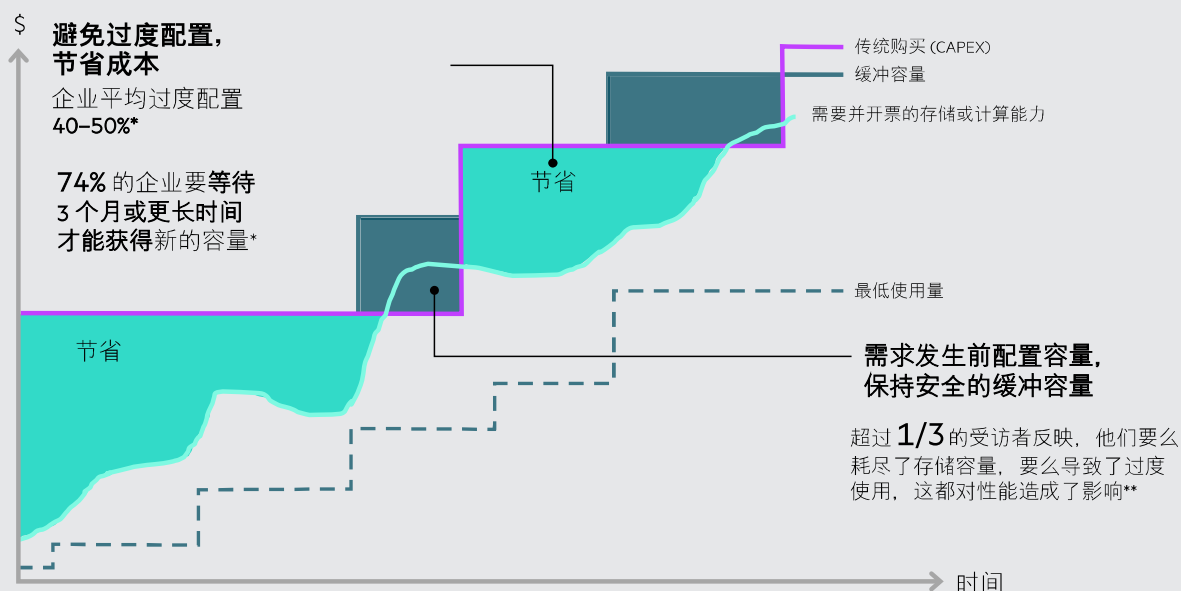 $
避免过度配置，
节省成本
企业平均过度配置
40–50%*
74% 的企业要等待
3 个月或更长时间
才能获得新的容量*
传统购买 (CAPEX)
缓冲容量
需要并开票的存储或计算能力
节省
节省
最低使用量
需求发生前配置容量，
保持安全的缓冲容量
超过 1/3 的受访者反映，他们要么
耗尽了存储容量，要么导致了过度
使用，这都对性能造成了影响**
时间